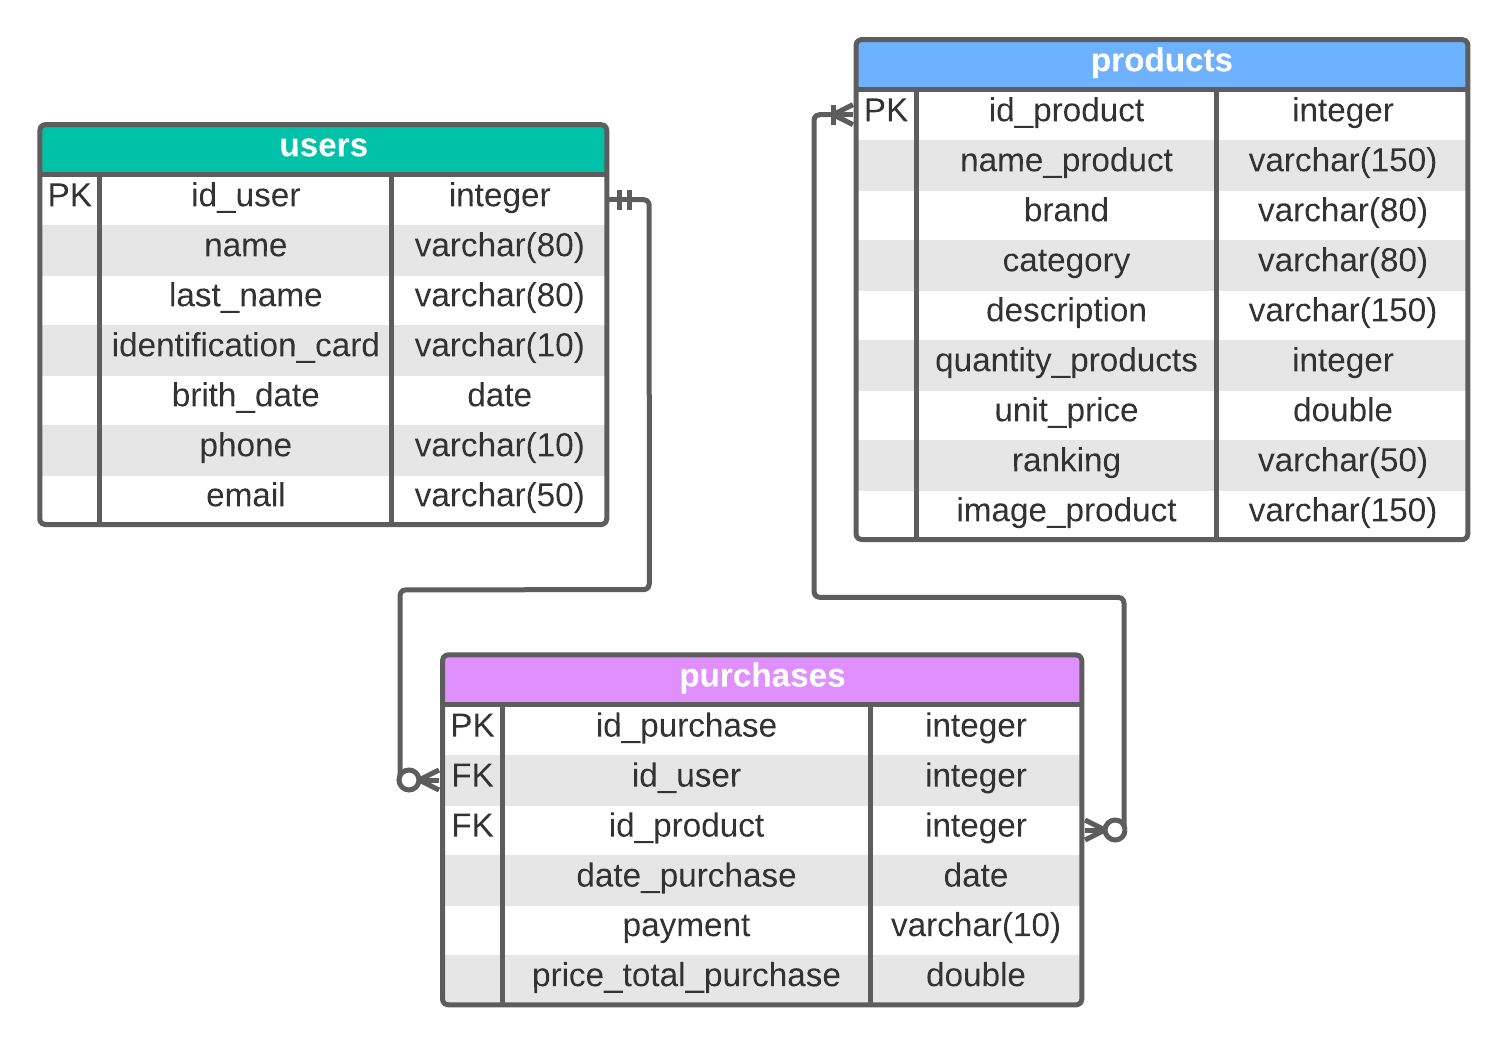 users
PK id_user integer
name varchar(80)
last_name varchar(80)
identification_card varchar(10)
brith_date date
phone varchar(10)
email varchar(50)
products
PK id_product integer
name_product varchar(150)
brand varchar(80)
category varchar(80)
description varchar(150)
quantity_products integer
unit_price double
ranking varchar(50)
image_product varchar(150)
purchases
PK id_purchase integer
FK id_user integer
FK id_product integer
date_purchase date
payment varchar(10)
price_total_purchase double